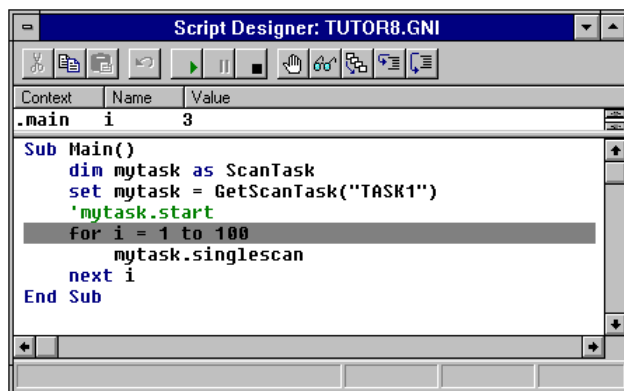 Script Designer: TUTOR8.GNI
Context Name Value
.main i 3
Sub Main()
    dim mytask as ScanTask
    set mytask = GetScanTask("TASK1")
    'mytask.start
    for i = 1 to 100
        mytask.singlescan
    next i
End Sub